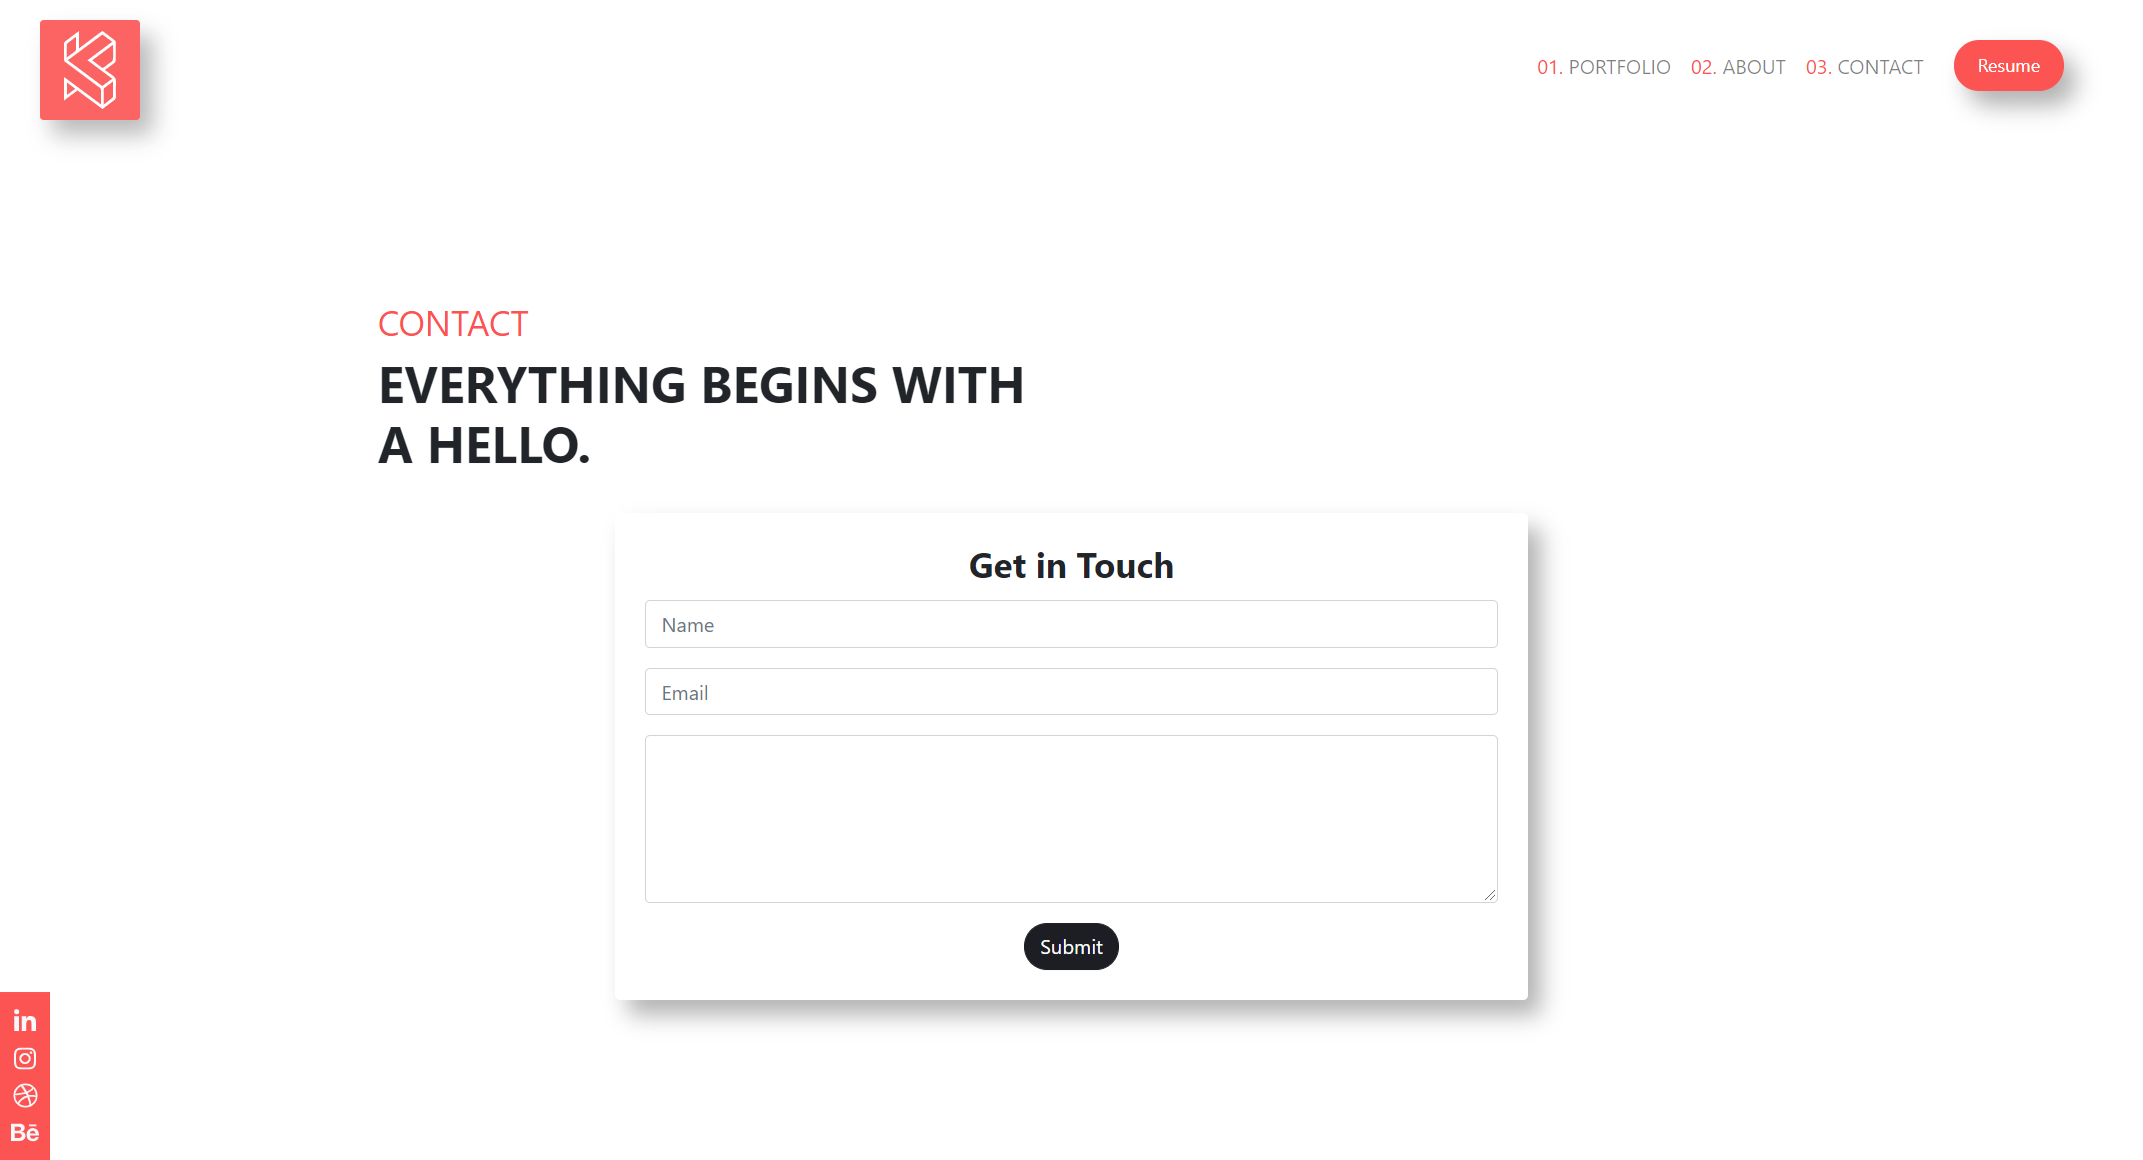 01. PORTFOLIO 02. ABOUT 03. CONTACT Resume
CONTACT
EVERYTHING BEGINS WITH
A HELLO.
Get in Touch
Name
Email
Submit
in
Bē